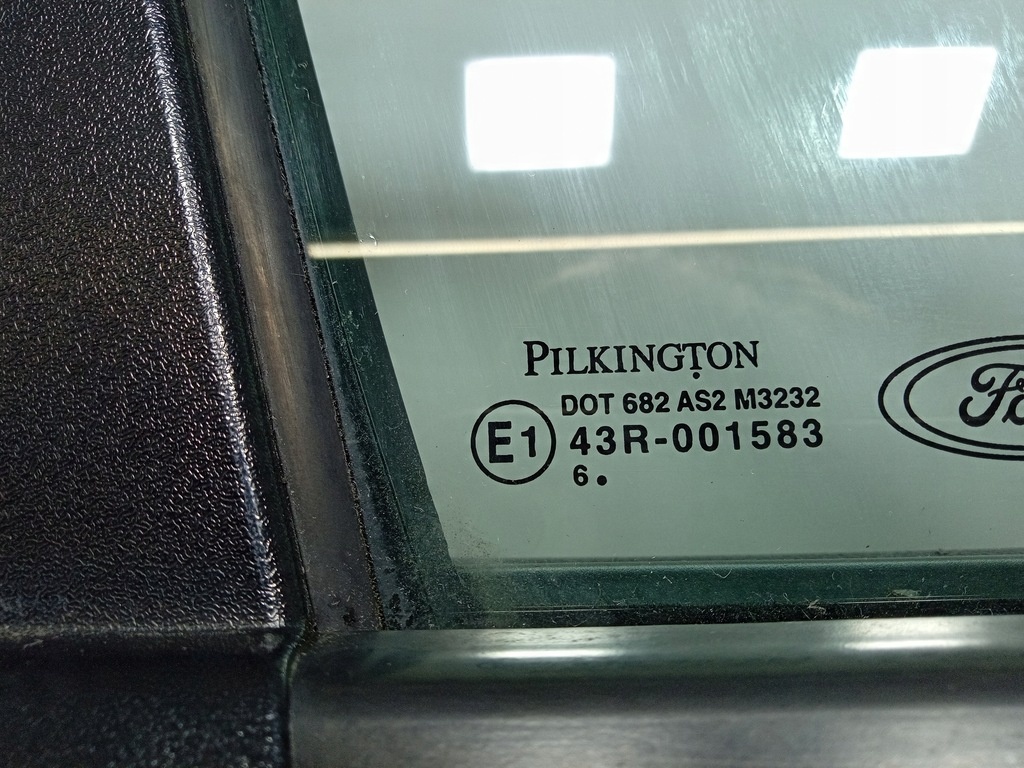 PILKINGTON
DOT 682 AS2 M3232
E1 43R-001583
6.